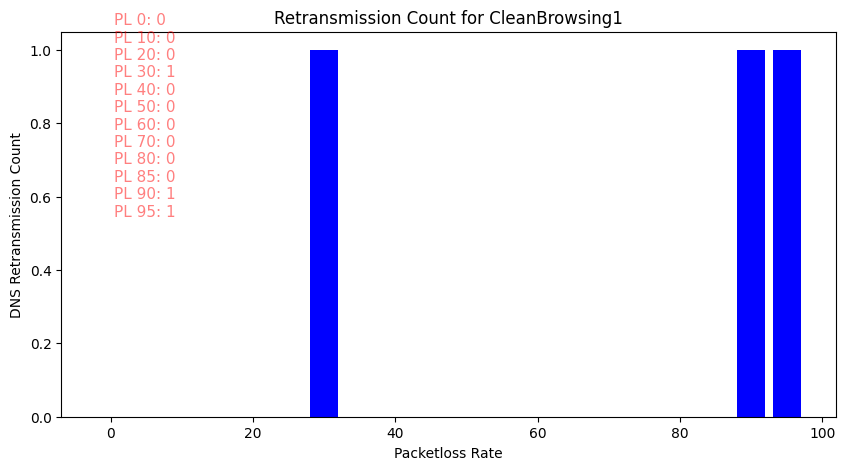 Retransmission Count for CleanBrowsing1
PL 0: 0
PL 10: 0
PL 20: 0
PL 30: 1
PL 40: 0
PL 50: 0
PL 60: 0
PL 70: 0
PL 80: 0
PL 85: 0
PL 90: 1
PL 95: 1
DNS Retransmission Count
1.0
0.8
0.6
0.4
0.2
0.0
0 20 40 60 80 100
Packetloss Rate